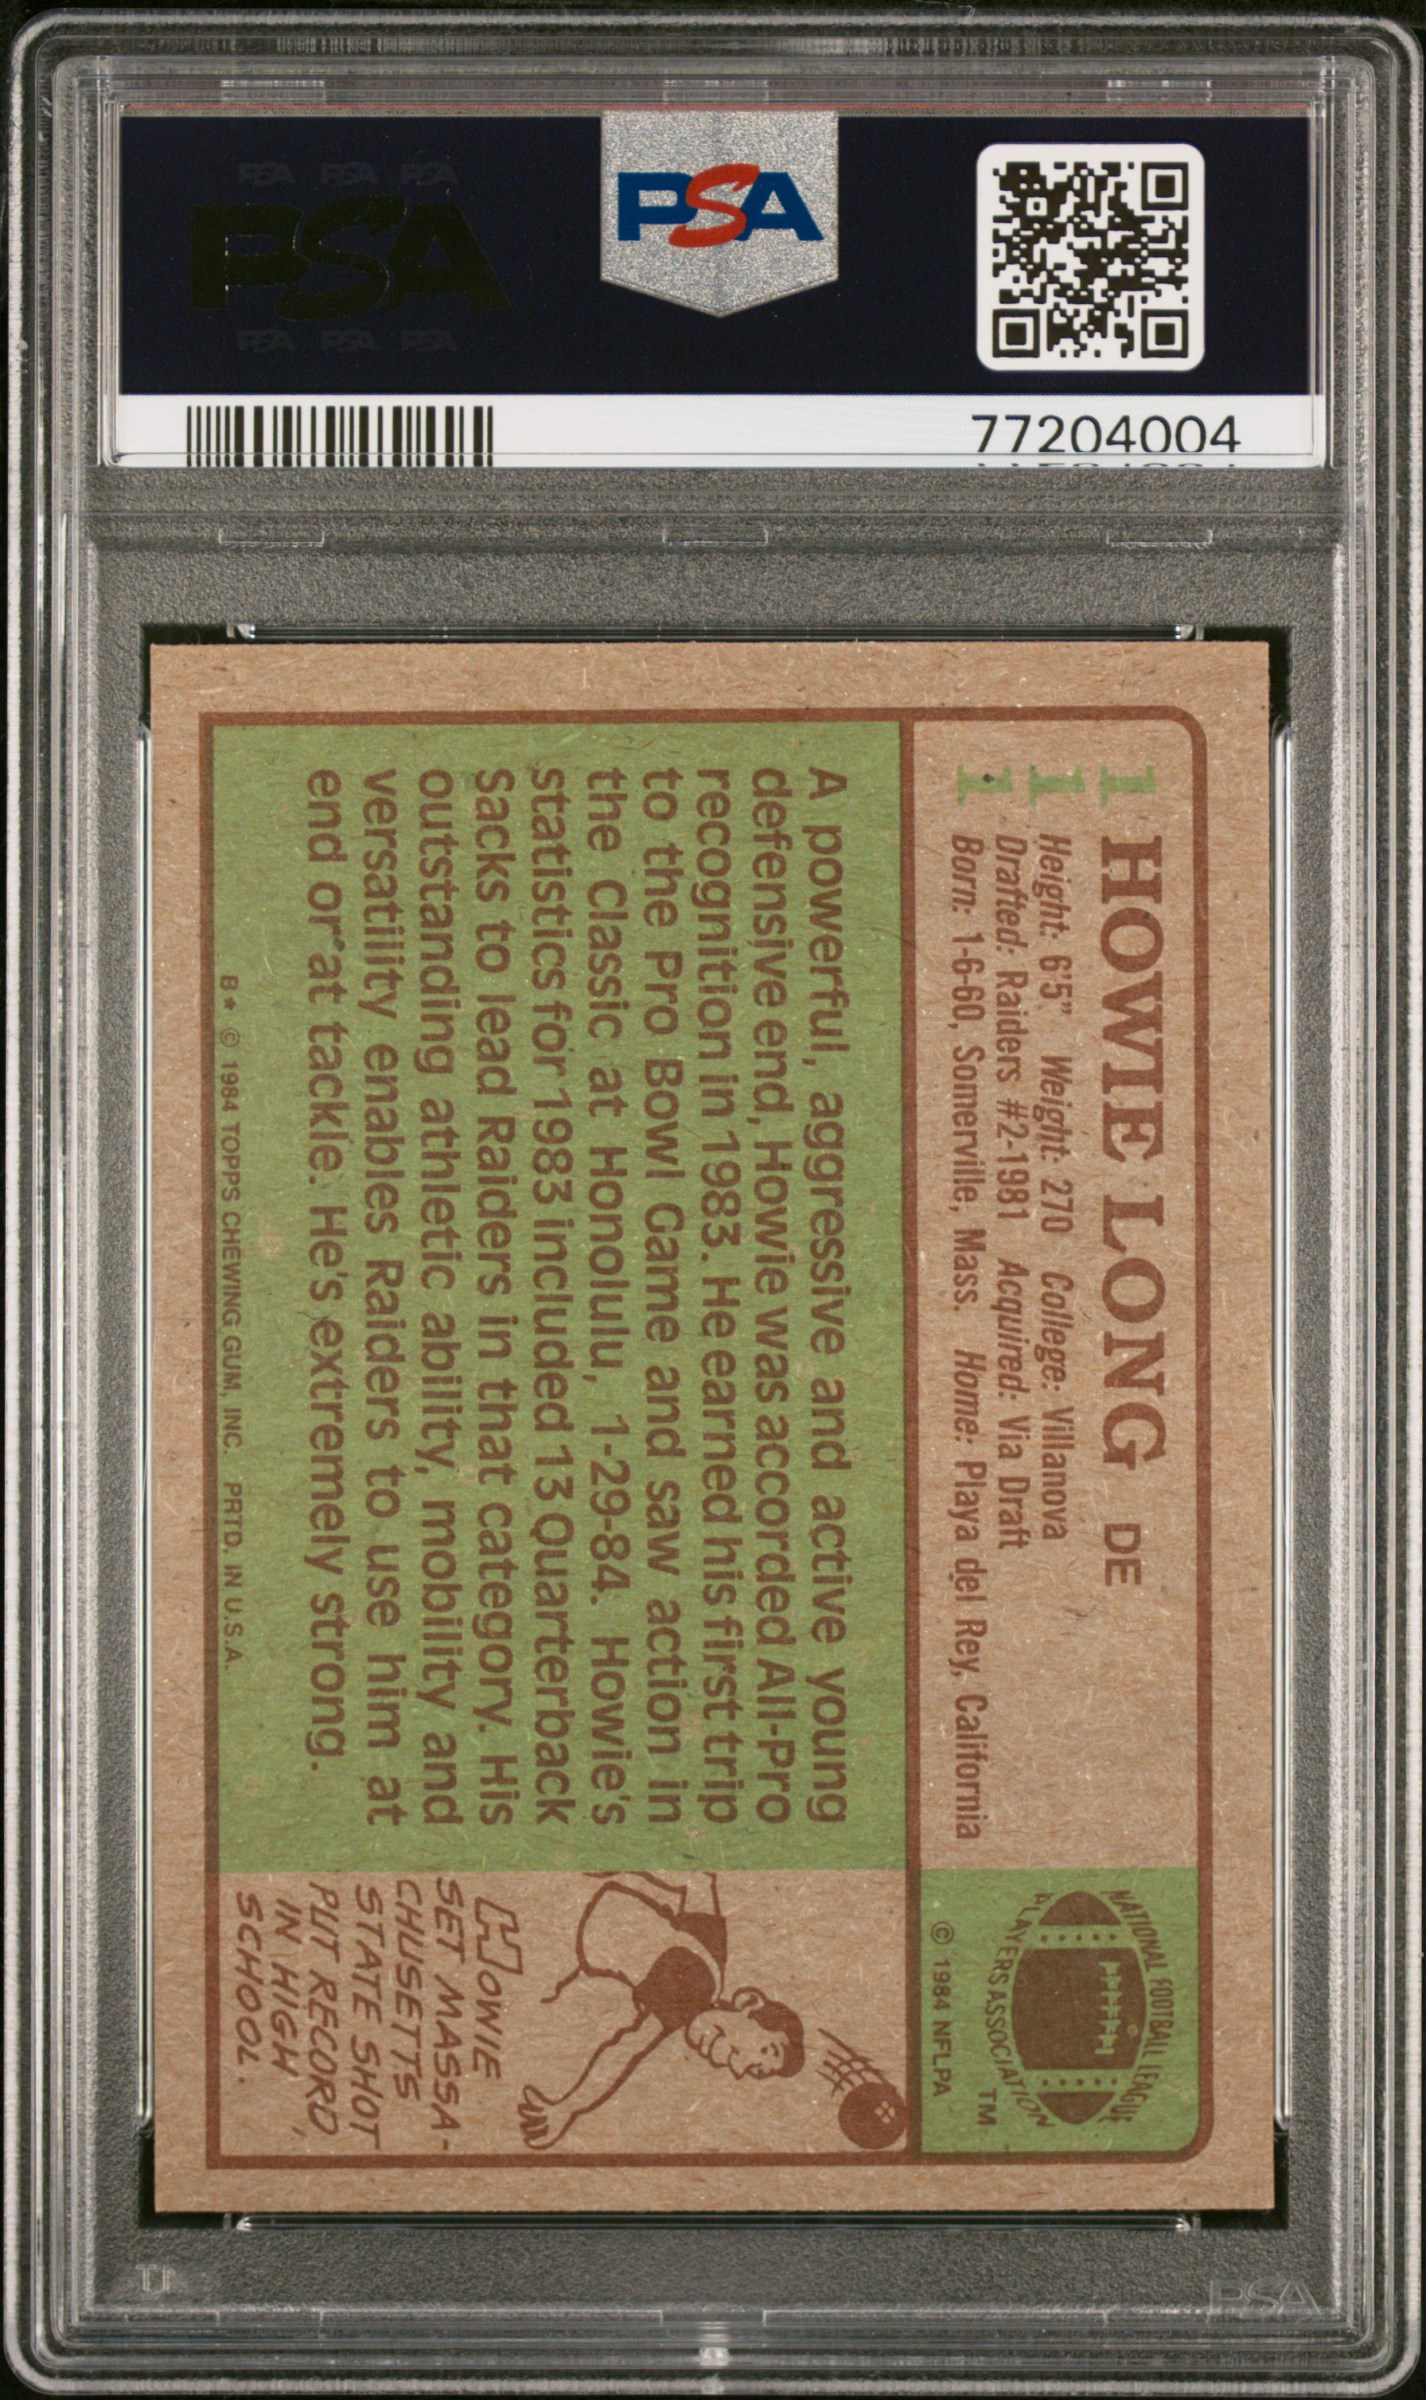 PSA PSA PSA
PSA
PSA PSA PSA
PSA
77204004
111
HOWIE LONG DE
Height: 6'5" Weight: 270 College: Villanova
Drafted: Raiders #2-1981 Acquired: Via Draft
Born: 1-6-60, Somerville, Mass. Home: Playa del Rey, California
NATIONAL FOOTBALL LEAGUE
PLAYERS ASSOCIATION
TM
© 1984 NFLPA
A powerful, aggressive and active young
defensive end, Howie was accorded All-Pro
recognition in 1983. He earned his first trip
to the Pro Bowl Game and saw action in
the Classic at Honolulu, 1-29-84. Howie's
statistics for 1983 included 13 Quarterback
Sacks to lead Raiders in that category. His
outstanding athletic ability, mobility and
versatility enables Raiders to use him at
end or at tackle. He's extremely strong.
HOWIE
SET MASSA-
CHUSETTS
STATE SHOT
PUT RECORD
IN HIGH
SCHOOL.
B* © 1984 TOPPS CHEWING GUM, INC. PRTD. IN U.S.A.
PSA